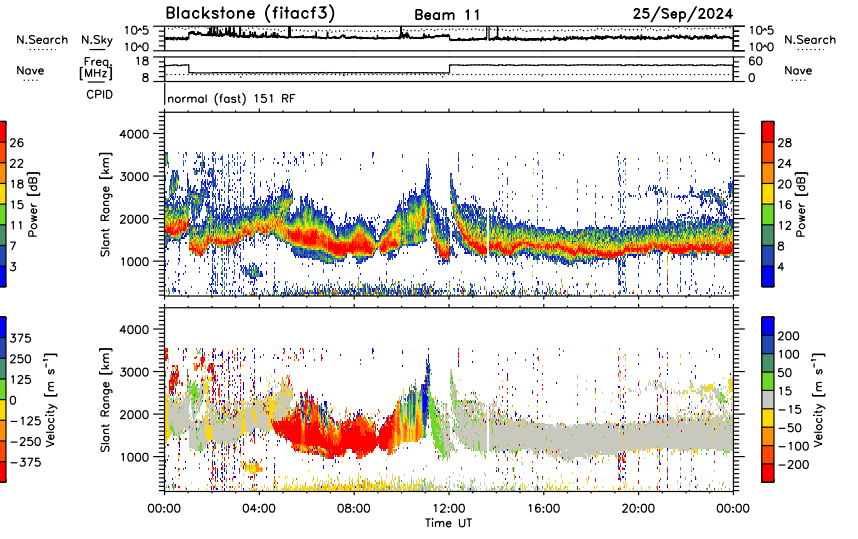 Blackstone (fitacf3) Beam 11 25/Sep/2024
N.Search N.Sky 10^5 10^0 10^5 10^0 N.Search
Nave Freq. [MHz] 18 8 60 0 Nave
CPID normal (fast) 151 RF
Power [dB] 26 22 18 15 11 7 3
Slant Range [km] 4000 3000 2000 1000
28 24 20 16 12 8 4 Power [dB]
Velocity [m s⁻¹] 375 250 125 0 −125 −250 −375
Slant Range [km] 4000 3000 2000 1000
200 100 50 15 −15 −50 −100 −200 Velocity [m s⁻¹]
00:00 04:00 08:00 12:00 16:00 20:00 00:00
Time UT